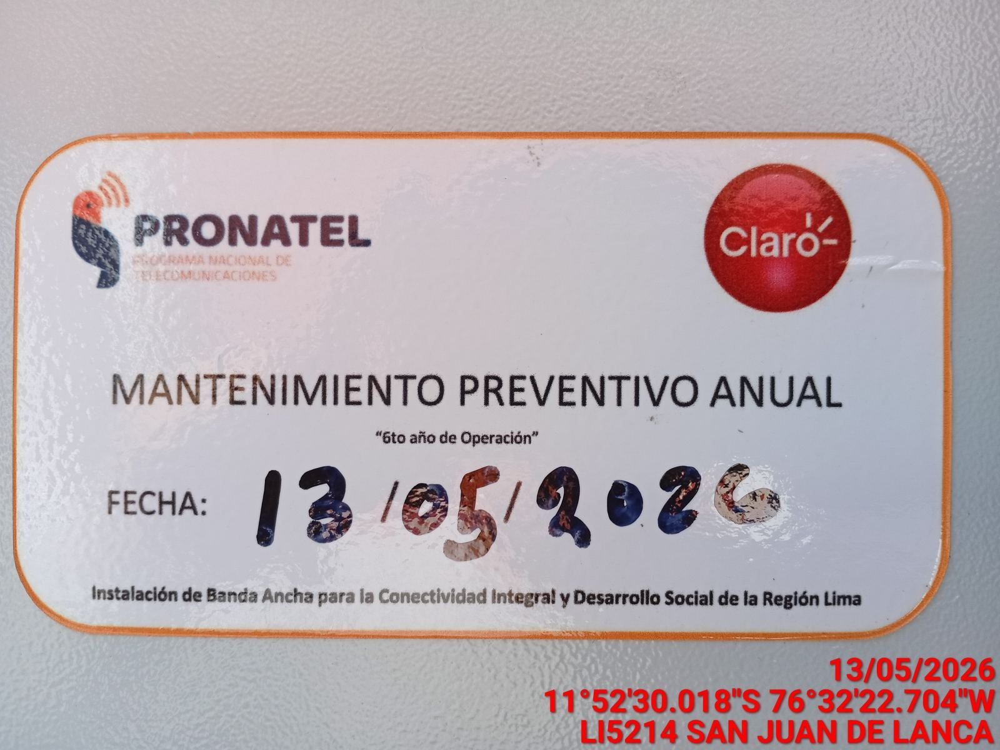 PRONATEL
PROGRAMA NACIONAL DE
TELECOMUNICACIONES
Claro
MANTENIMIENTO PREVENTIVO ANUAL
“6to año de Operación”
FECHA: 13/05/2026
Instalación de Banda Ancha para la Conectividad Integral y Desarrollo Social de la Región Lima
13/05/2026
11°52'30.018"S 76°32'22.704"W
LI5214 SAN JUAN DE LANCA